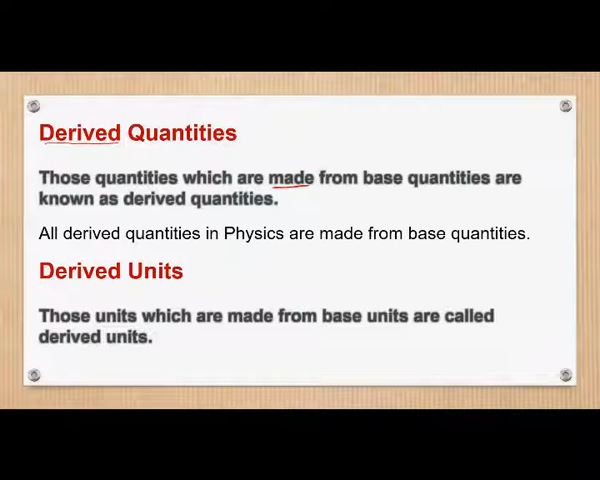 Derived Quantities
Those quantities which are made from base quantities are
known as derived quantities.
All derived quantities in Physics are made from base quantities.
Derived Units
Those units which are made from base units are called
derived units.